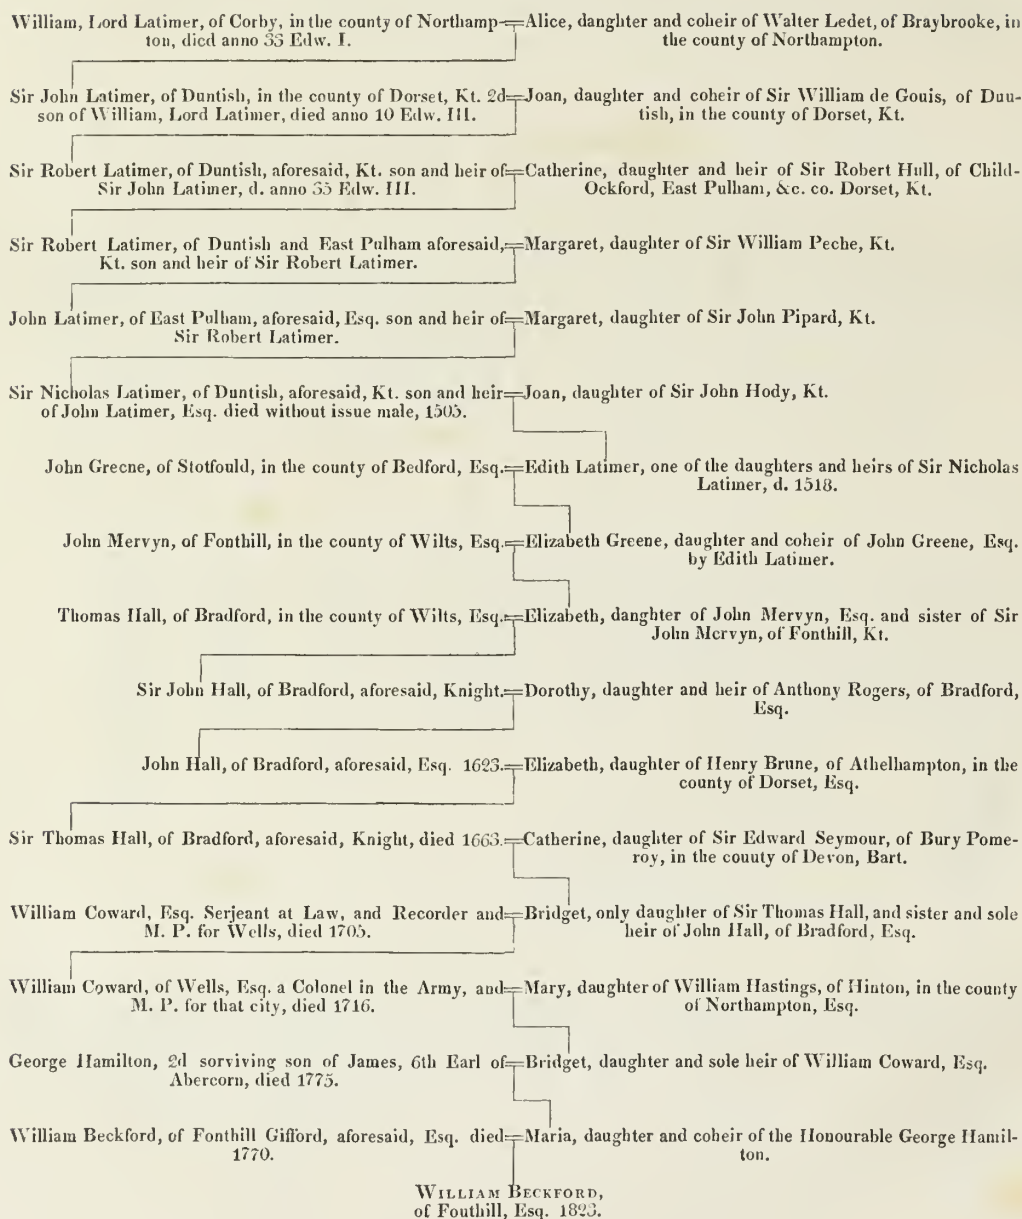 William, Lord Latimer, of Corby, in the county of Northamp-
ton, died anno 33 Edw. I.
Alice, danghter and coheir of Walter Ledet, of Braybrooke, in
the county of Northampton.
Sir John Latimer, of Duntish, in the county of Dorset, Kt. 2d
son of William, Lord Latimer, died anno 10 Edw. III.
Joan, daughter and coheir of Sir William de Gouis, of Dun-
tish, in the county of Dorset, Kt.
Sir Robert Latimer, of Duntish, aforesaid, Kt. son and heir of
Sir John Latimer, d. anno 35 Edw. III.
Catherine, daughter and heir of Sir Robert Hull, of Child-
Ockford, East Pulham, &c. co. Dorset, Kt.
Sir Robert Latimer, of Duntish and East Pulham aforesaid,
Kt. son and heir of Sir Robert Latimer.
Margaret, daughter of Sir William Peche, Kt.
John Latimer, of East Pulham, aforesaid, Esq. son and heir of
Sir Robert Latimer.
Margaret, daughter of Sir John Pipard, Kt.
Sir Nicholas Latimer, of Duntish, aforesaid, Kt. son and heir
of John Latimer, Esq. died without issue male, 1505.
Joan, daughter of Sir John Hody, Kt.
John Greene, of Stotfould, in the county of Bedford, Esq.
Edith Latimer, one of the daughters and heirs of Sir Nicholas
Latimer, d. 1518.
John Mervyn, of Fonthill, in the county of Wilts, Esq.
Elizabeth Greene, daughter and coheir of John Greene, Esq.
by Edith Latimer.
Thomas Hall, of Bradford, in the county of Wilts, Esq.
Elizabeth, danghter of John Mervyn, Esq. and sister of Sir
John Mervyn, of Fonthill, Kt.
Sir John Hall, of Bradford, aforesaid, Knight.
Dorothy, daughter and heir of Anthony Rogers, of Bradford,
Esq.
John Hall, of Bradford, aforesaid, Esq. 1623.
Elizabeth, daughter of Henry Brune, of Athelhampton, in the
county of Dorset, Esq.
Sir Thomas Hall, of Bradford, aforesaid, Knight, died 1663.
Catherine, daughter of Sir Edward Seymour, of Bury Pome-
roy, in the county of Devon, Bart.
William Coward, Esq. Serjeant at Law, and Recorder and
M. P. for Wells, died 1705.
Bridget, only daughter of Sir Thomas Hall, and sister and sole
heir of John Hall, of Bradford, Esq.
William Coward, of Wells, Esq. a Colonel in the Army, and
M. P. for that city, died 1716.
Mary, daughter of William Hastings, of Hinton, in the county
of Northampton, Esq.
George Hamilton, 2d sorviving son of James, 6th Earl of
Abercorn, died 1775.
Bridget, daughter and sole heir of William Coward, Esq.
William Beckford, of Fonthill Gifford, aforesaid, Esq. died
1770.
Maria, daughter and coheir of the Honourable George Hamil-
ton.
WILLIAM BECKFORD,
of Fonthill, Esq. 1823.